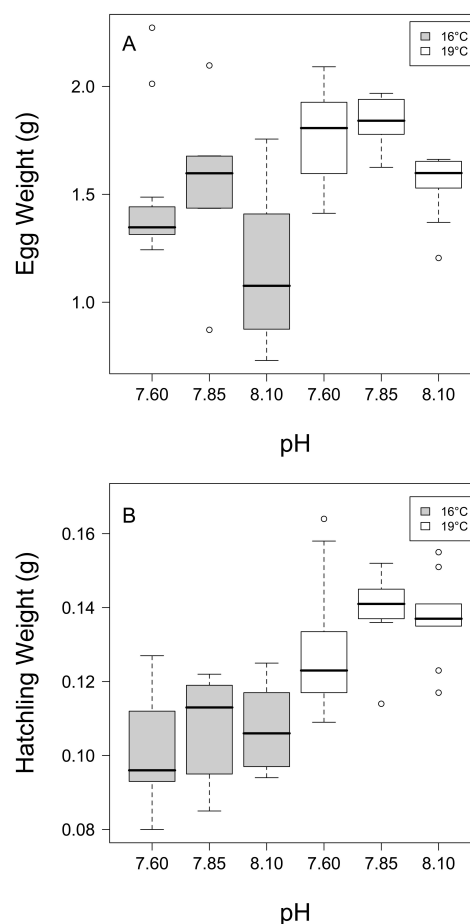 A
16°C
19°C
Egg Weight (g)
2.0
1.5
1.0
7.60 7.85 8.10 7.60 7.85 8.10
pH
B
16°C
19°C
Hatchling Weight (g)
0.16
0.14
0.12
0.10
0.08
7.60 7.85 8.10 7.60 7.85 8.10
pH